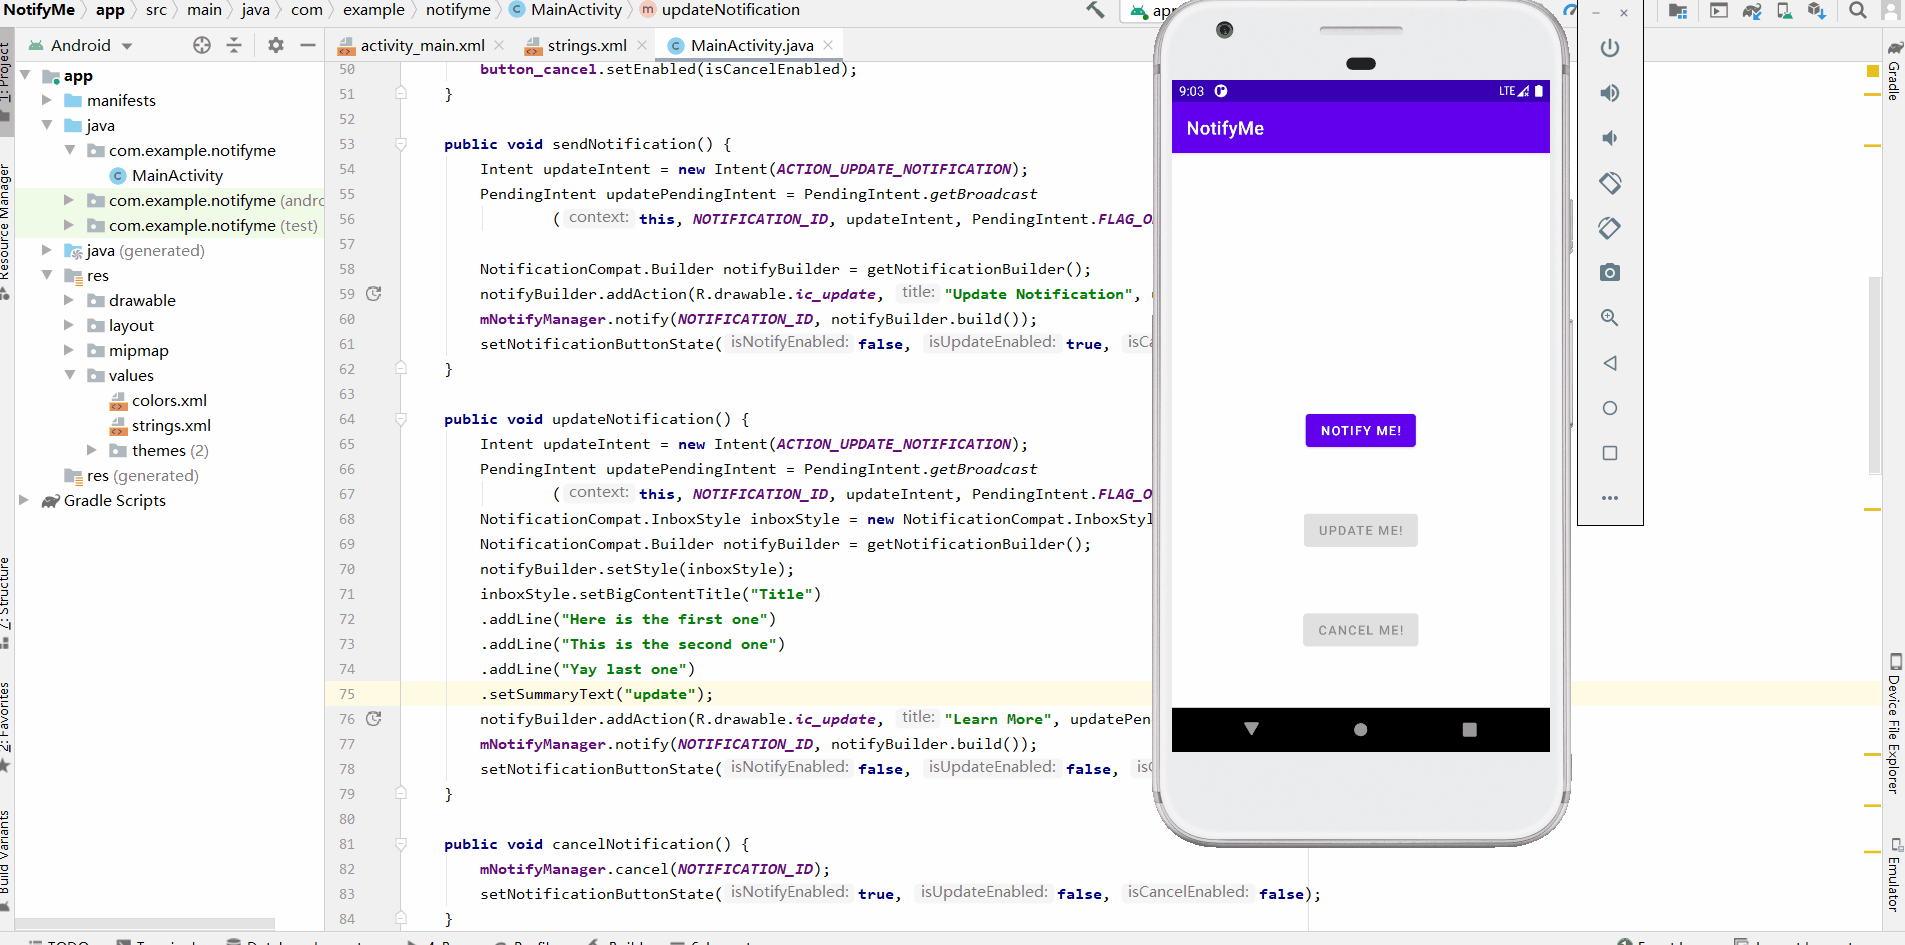 NotifyMe app src main java com example notifyme MainActivity updateNotification
Android
activity_main.xml strings.xml MainActivity.java
app
manifests
java
com.example.notifyme
MainActivity
com.example.notifyme (andro
com.example.notifyme (test)
java (generated)
res
drawable
layout
mipmap
values
colors.xml
strings.xml
themes (2)
res (generated)
Gradle Scripts
1: Project
Resource Manager
7: Structure
2: Favorites
Build Variants
50 button_cancel.setEnabled(isCancelEnabled);
51 }
52
53 public void sendNotification() {
54 Intent updateIntent = new Intent(ACTION_UPDATE_NOTIFICATION);
55 PendingIntent updatePendingIntent = PendingIntent.getBroadcast
56 ( context: this, NOTIFICATION_ID, updateIntent, PendingIntent.FLAG_O
57
58 NotificationCompat.Builder notifyBuilder = getNotificationBuilder();
59 notifyBuilder.addAction(R.drawable.ic_update, title: "Update Notification",
60 mNotifyManager.notify(NOTIFICATION_ID, notifyBuilder.build());
61 setNotificationButtonState( isNotifyEnabled: false, isUpdateEnabled: true, isCa
62 }
63
64 public void updateNotification() {
65 Intent updateIntent = new Intent(ACTION_UPDATE_NOTIFICATION);
66 PendingIntent updatePendingIntent = PendingIntent.getBroadcast
67 ( context: this, NOTIFICATION_ID, updateIntent, PendingIntent.FLAG_O
68 NotificationCompat.InboxStyle inboxStyle = new NotificationCompat.InboxStyl
69 NotificationCompat.Builder notifyBuilder = getNotificationBuilder();
70 notifyBuilder.setStyle(inboxStyle);
71 inboxStyle.setBigContentTitle("Title")
72 .addLine("Here is the first one")
73 .addLine("This is the second one")
74 .addLine("Yay last one")
75 .setSummaryText("update");
76 notifyBuilder.addAction(R.drawable.ic_update, title: "Learn More", updatePen
77 mNotifyManager.notify(NOTIFICATION_ID, notifyBuilder.build());
78 setNotificationButtonState( isNotifyEnabled: false, isUpdateEnabled: false, isC
79 }
80
81 public void cancelNotification() {
82 mNotifyManager.cancel(NOTIFICATION_ID);
83 setNotificationButtonState( isNotifyEnabled: true, isUpdateEnabled: false, isCancelEnabled: false);
84 }
app
9:03 LTE
NotifyMe
NOTIFY ME!
UPDATE ME!
CANCEL ME!
Gradle
Device File Explorer
Emulator